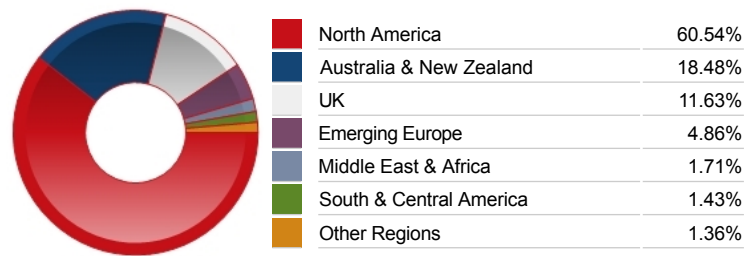 North America 60.54%
Australia & New Zealand 18.48%
UK 11.63%
Emerging Europe 4.86%
Middle East & Africa 1.71%
South & Central America 1.43%
Other Regions 1.36%